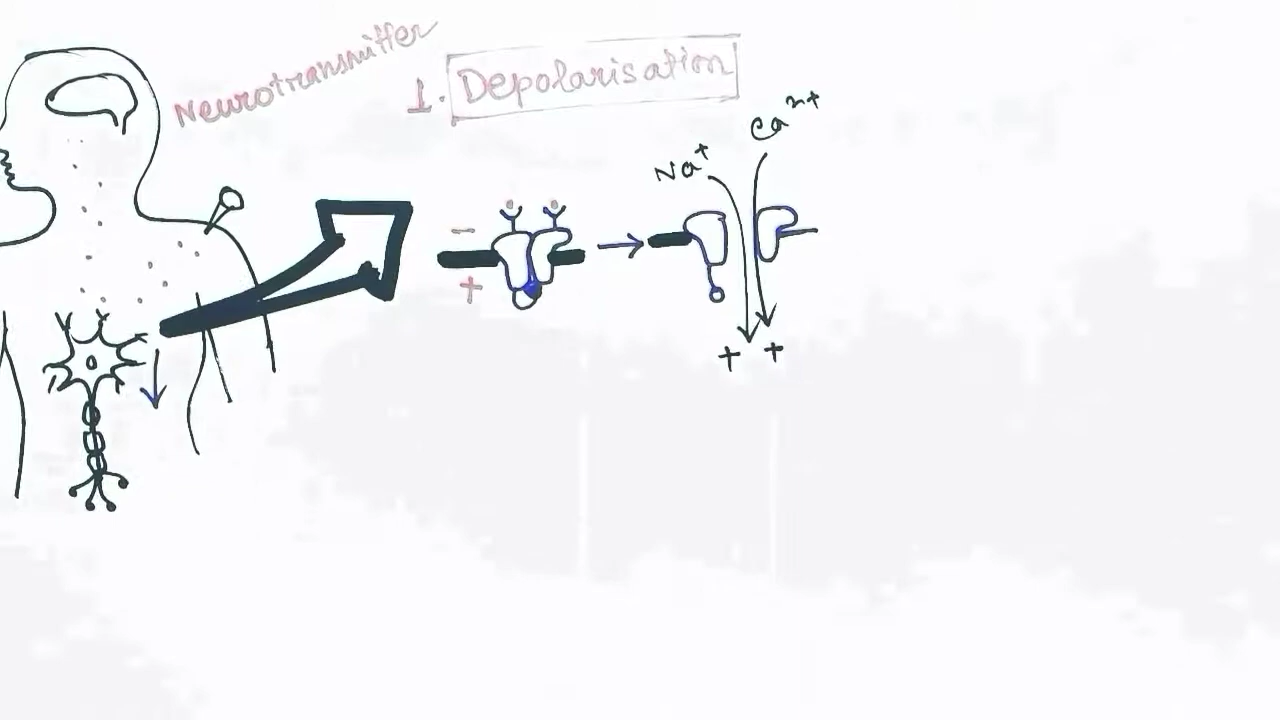 Neurotransmitter
1. Depolarisation
Na+
Ca2+
-
+
+ +